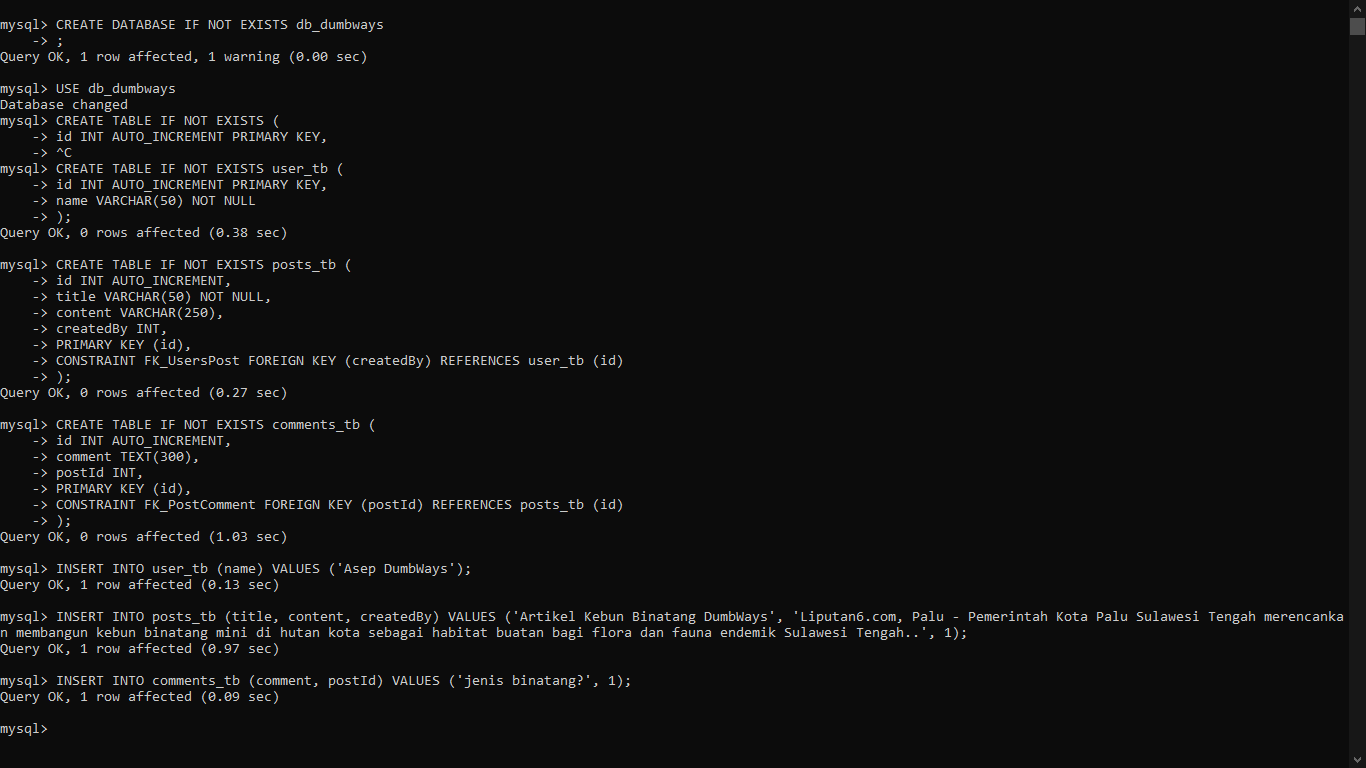 mysql> CREATE DATABASE IF NOT EXISTS db_dumbways
    -> ;
Query OK, 1 row affected, 1 warning (0.00 sec)

mysql> USE db_dumbways
Database changed
mysql> CREATE TABLE IF NOT EXISTS (
    -> id INT AUTO_INCREMENT PRIMARY KEY,
    -> ^C
mysql> CREATE TABLE IF NOT EXISTS user_tb (
    -> id INT AUTO_INCREMENT PRIMARY KEY,
    -> name VARCHAR(50) NOT NULL
    -> );
Query OK, 0 rows affected (0.38 sec)

mysql> CREATE TABLE IF NOT EXISTS posts_tb (
    -> id INT AUTO_INCREMENT,
    -> title VARCHAR(50) NOT NULL,
    -> content VARCHAR(250),
    -> createdBy INT,
    -> PRIMARY KEY (id),
    -> CONSTRAINT FK_UsersPost FOREIGN KEY (createdBy) REFERENCES user_tb (id)
    -> );
Query OK, 0 rows affected (0.27 sec)

mysql> CREATE TABLE IF NOT EXISTS comments_tb (
    -> id INT AUTO_INCREMENT,
    -> comment TEXT(300),
    -> postId INT,
    -> PRIMARY KEY (id),
    -> CONSTRAINT FK_PostComment FOREIGN KEY (postId) REFERENCES posts_tb (id)
    -> );
Query OK, 0 rows affected (1.03 sec)

mysql> INSERT INTO user_tb (name) VALUES ('Asep DumbWays');
Query OK, 1 row affected (0.13 sec)

mysql> INSERT INTO posts_tb (title, content, createdBy) VALUES ('Artikel Kebun Binatang DumbWays', 'Liputan6.com, Palu - Pemerintah Kota Palu Sulawesi Tengah merencanka
n membangun kebun binatang mini di hutan kota sebagai habitat buatan bagi flora dan fauna endemik Sulawesi Tengah..', 1);
Query OK, 1 row affected (0.97 sec)

mysql> INSERT INTO comments_tb (comment, postId) VALUES ('jenis binatang?', 1);
Query OK, 1 row affected (0.09 sec)

mysql>